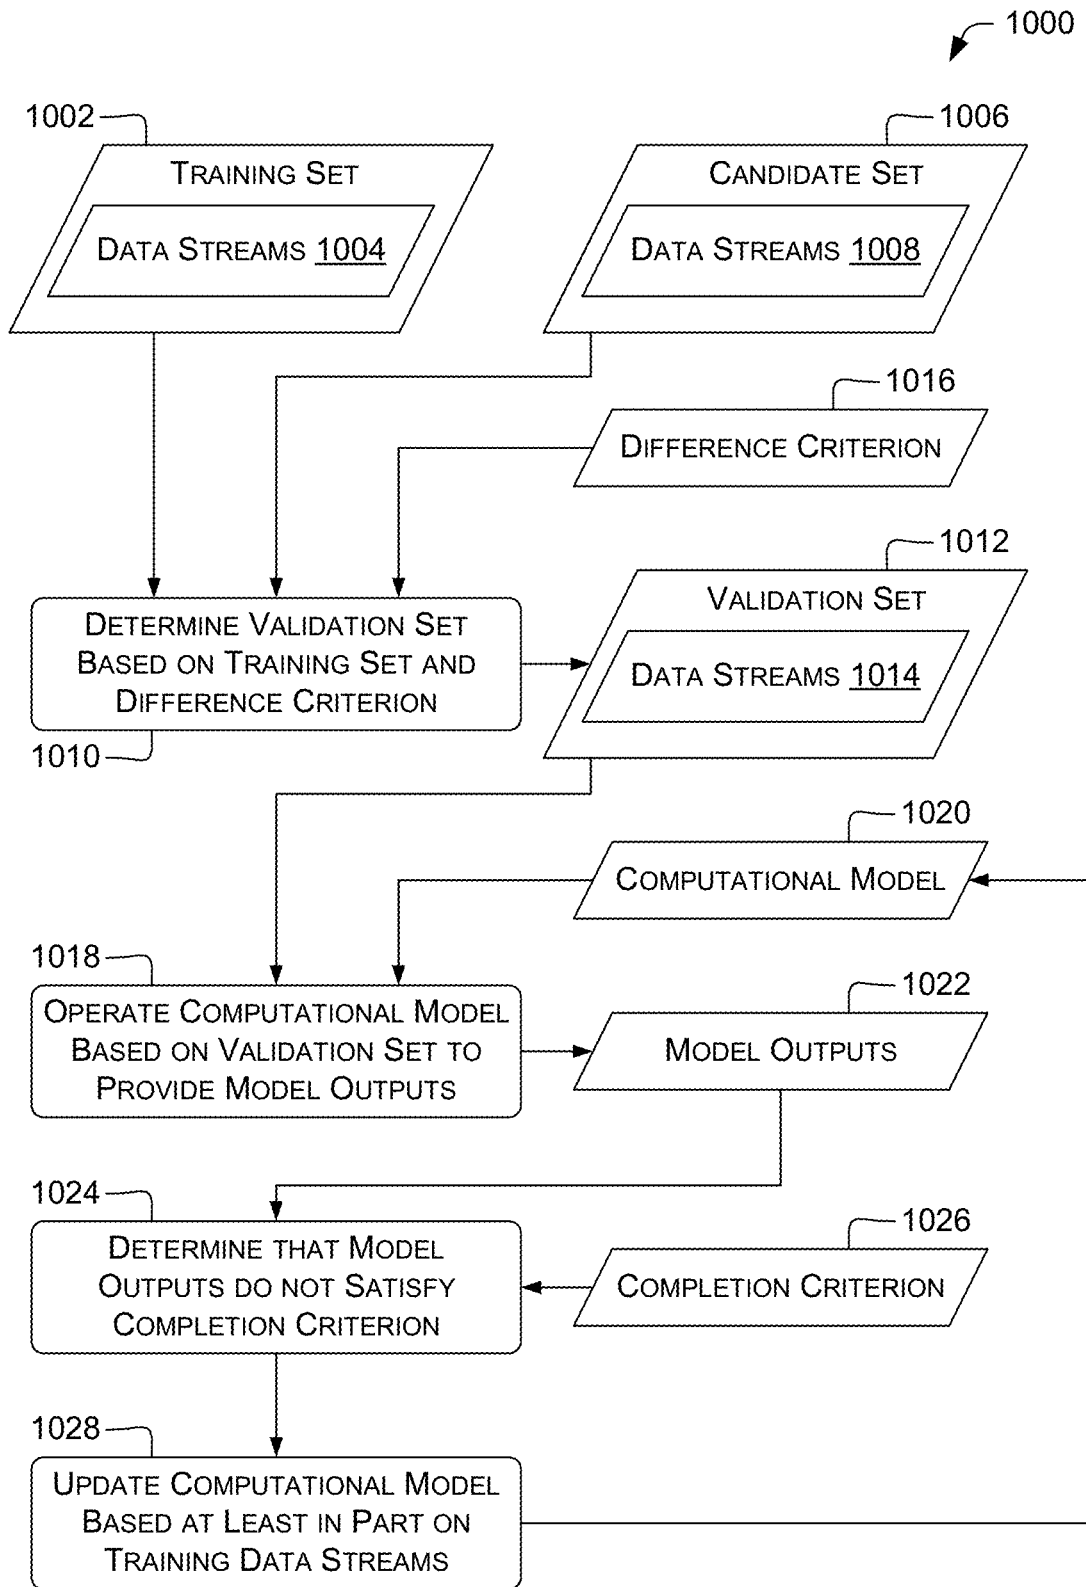 1000
1002
1006
TRAINING SET
DATA STREAMS 1004
CANDIDATE SET
DATA STREAMS 1008
1016
DIFFERENCE CRITERION
1012
VALIDATION SET
DATA STREAMS 1014
DETERMINE VALIDATION SET
BASED ON TRAINING SET AND
DIFFERENCE CRITERION
1010
1020
COMPUTATIONAL MODEL
1018
OPERATE COMPUTATIONAL MODEL
BASED ON VALIDATION SET TO
PROVIDE MODEL OUTPUTS
1022
MODEL OUTPUTS
1024
DETERMINE THAT MODEL
OUTPUTS DO NOT SATISFY
COMPLETION CRITERION
1026
COMPLETION CRITERION
1028
UPDATE COMPUTATIONAL MODEL
BASED AT LEAST IN PART ON
TRAINING DATA STREAMS